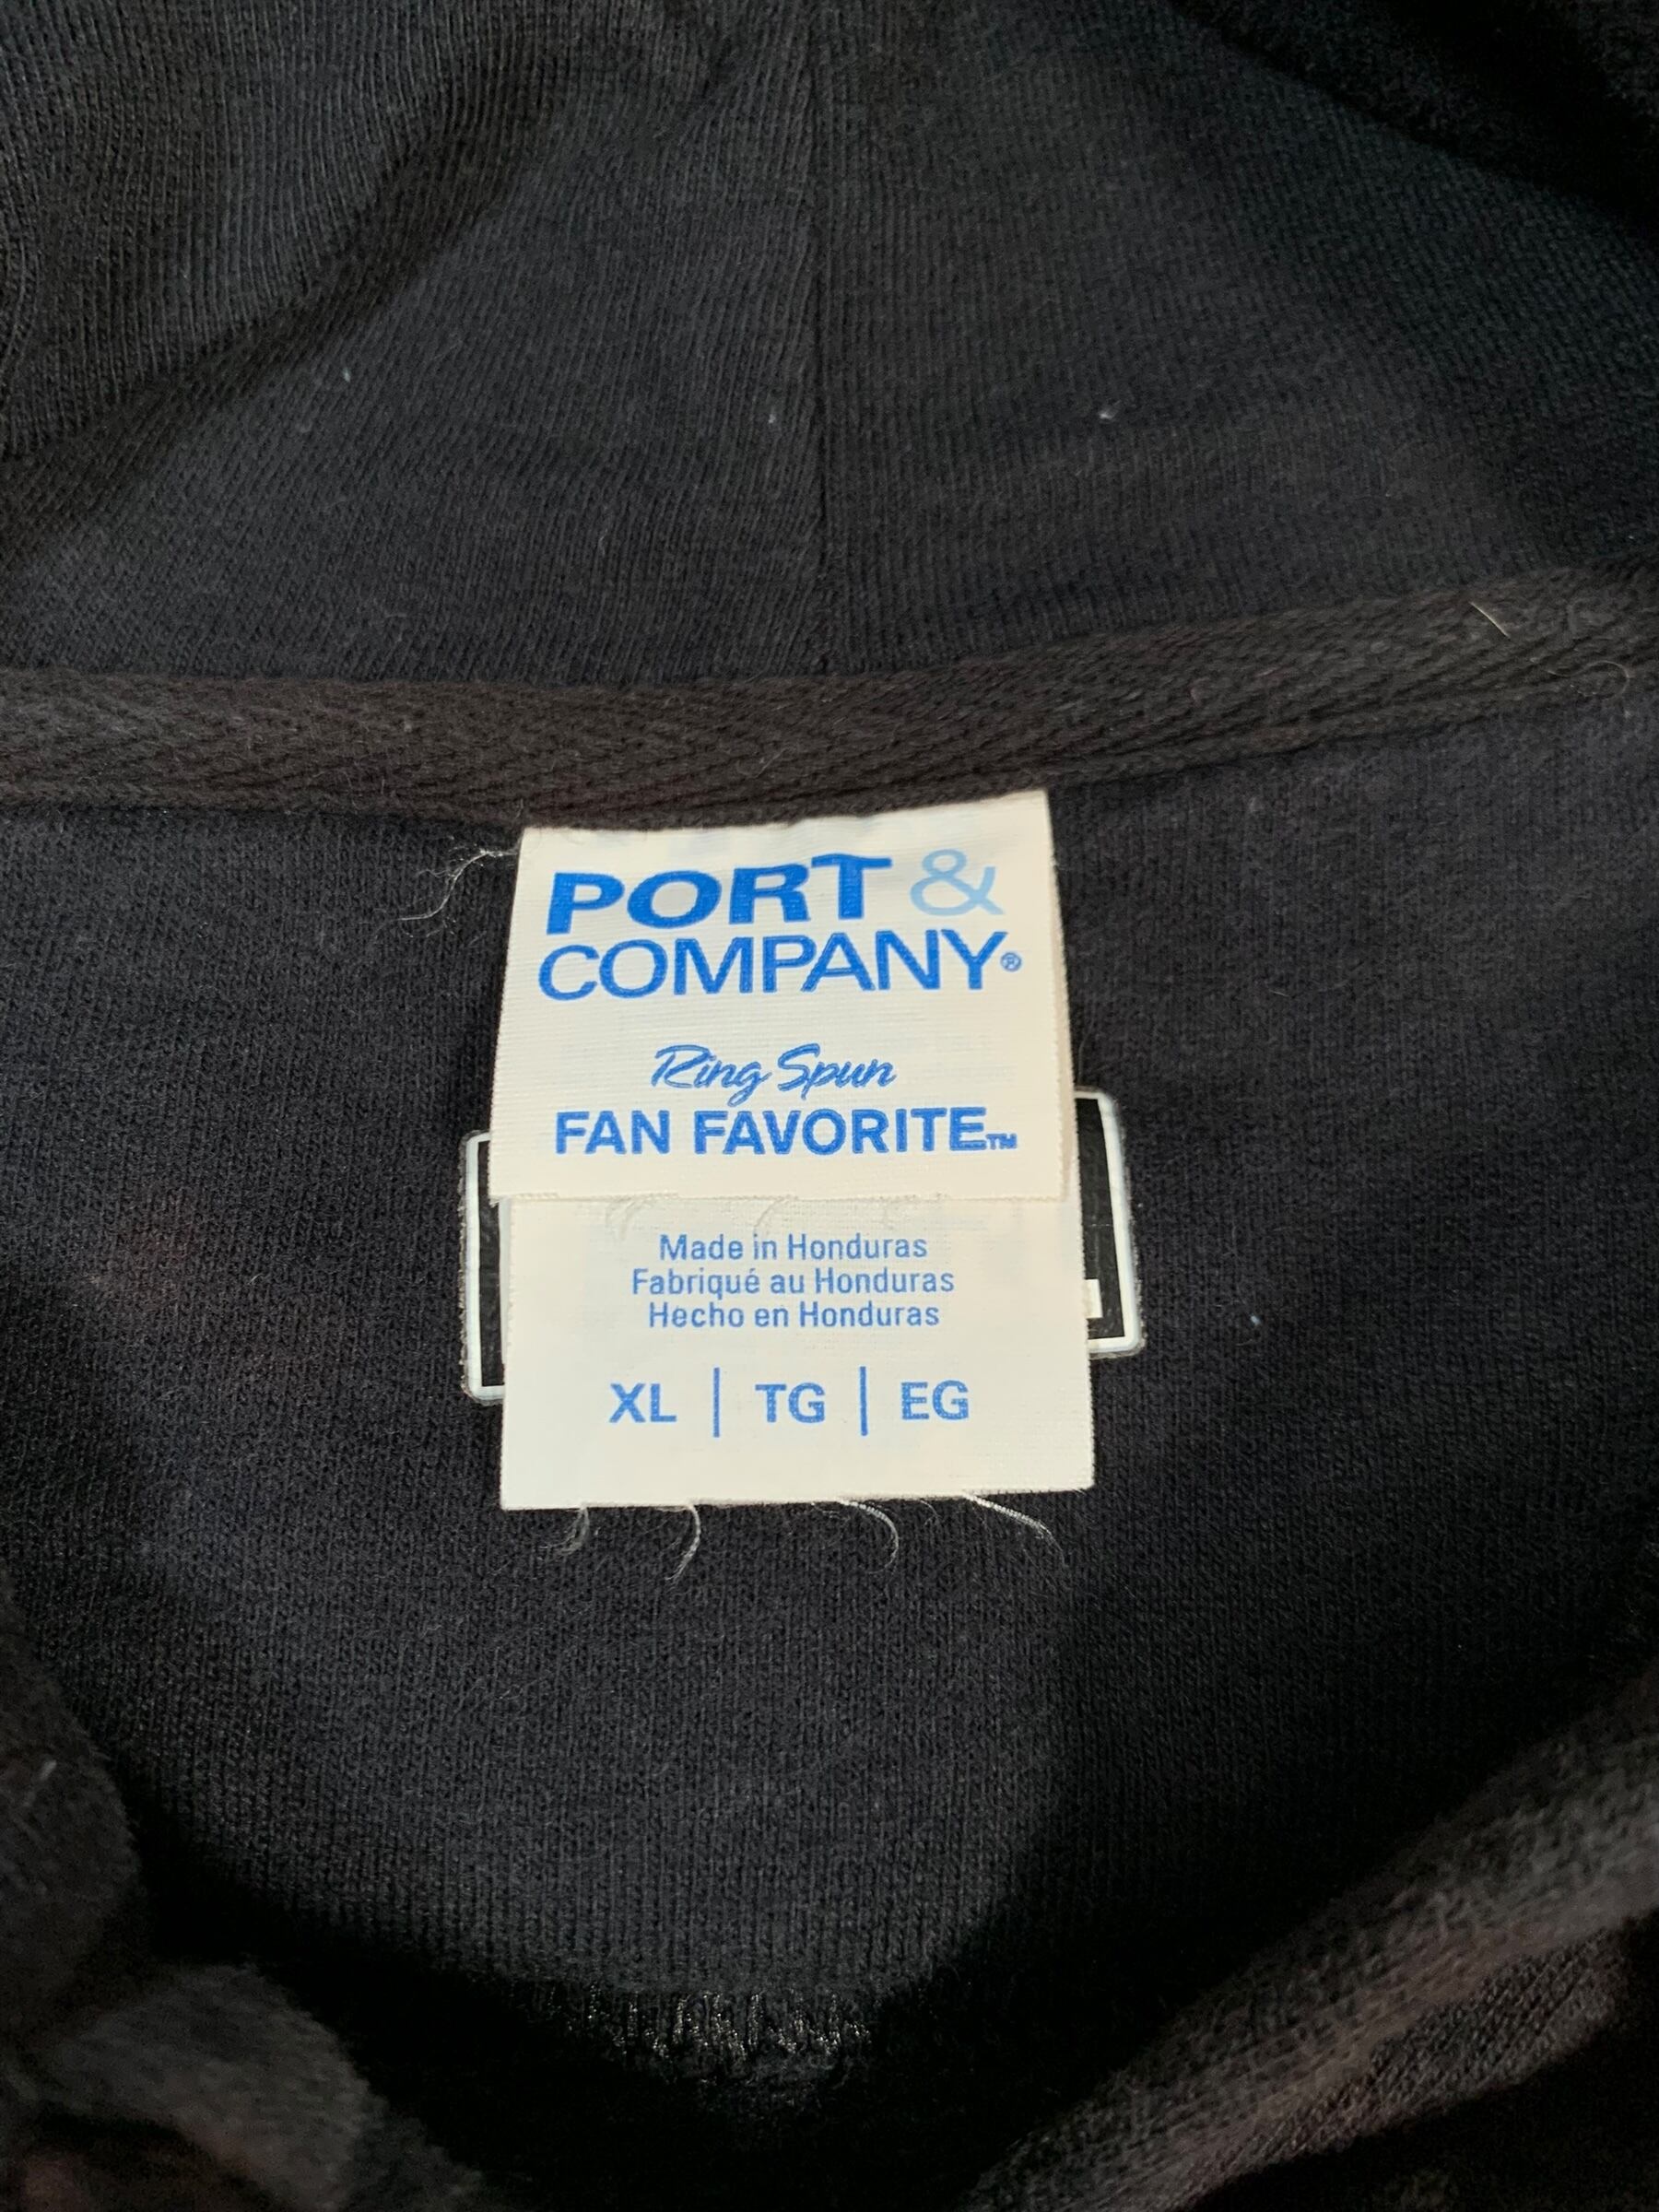 PORT &
COMPANY®
Ring Spun
FAN FAVORITE™
Made in Honduras
Fabriqué au Honduras
Hecho en Honduras
XL | TG | EG